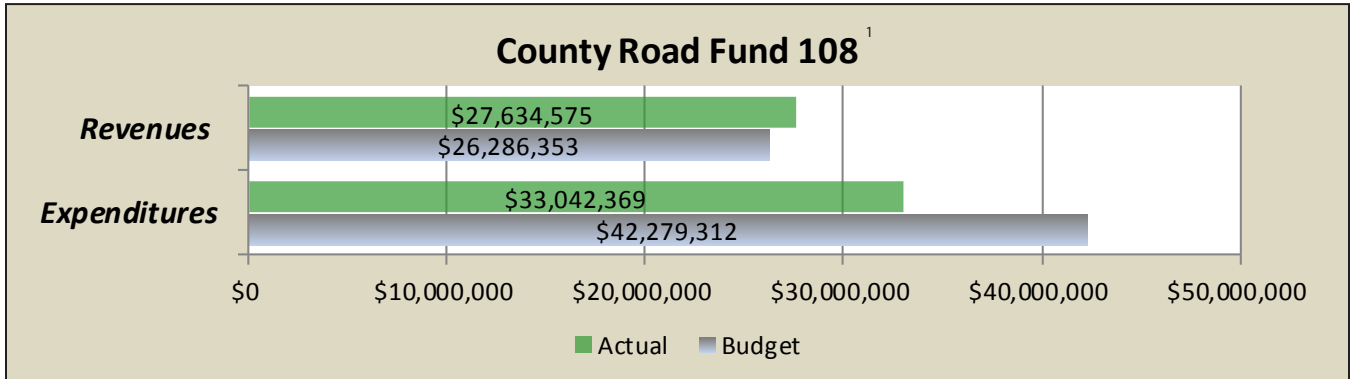 County Road Fund 108 1
Revenues
$27,634,575
$26,286,353
Expenditures
$33,042,369
$42,279,312
$0 $10,000,000 $20,000,000 $30,000,000 $40,000,000 $50,000,000
Actual Budget